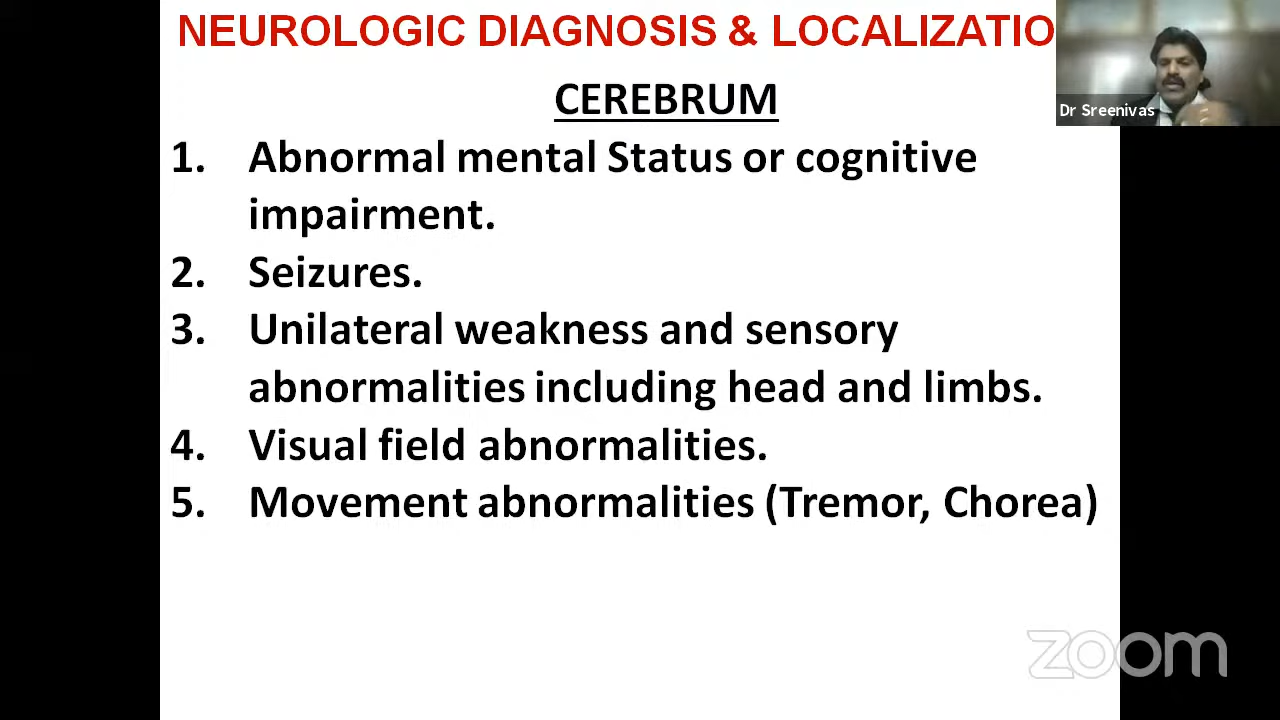 NEUROLOGIC DIAGNOSIS & LOCALIZATIO
Dr Sreenivas
CEREBRUM
1. Abnormal mental Status or cognitive
impairment.
2. Seizures.
3. Unilateral weakness and sensory
abnormalities including head and limbs.
4. Visual field abnormalities.
5. Movement abnormalities (Tremor, Chorea)
zoom